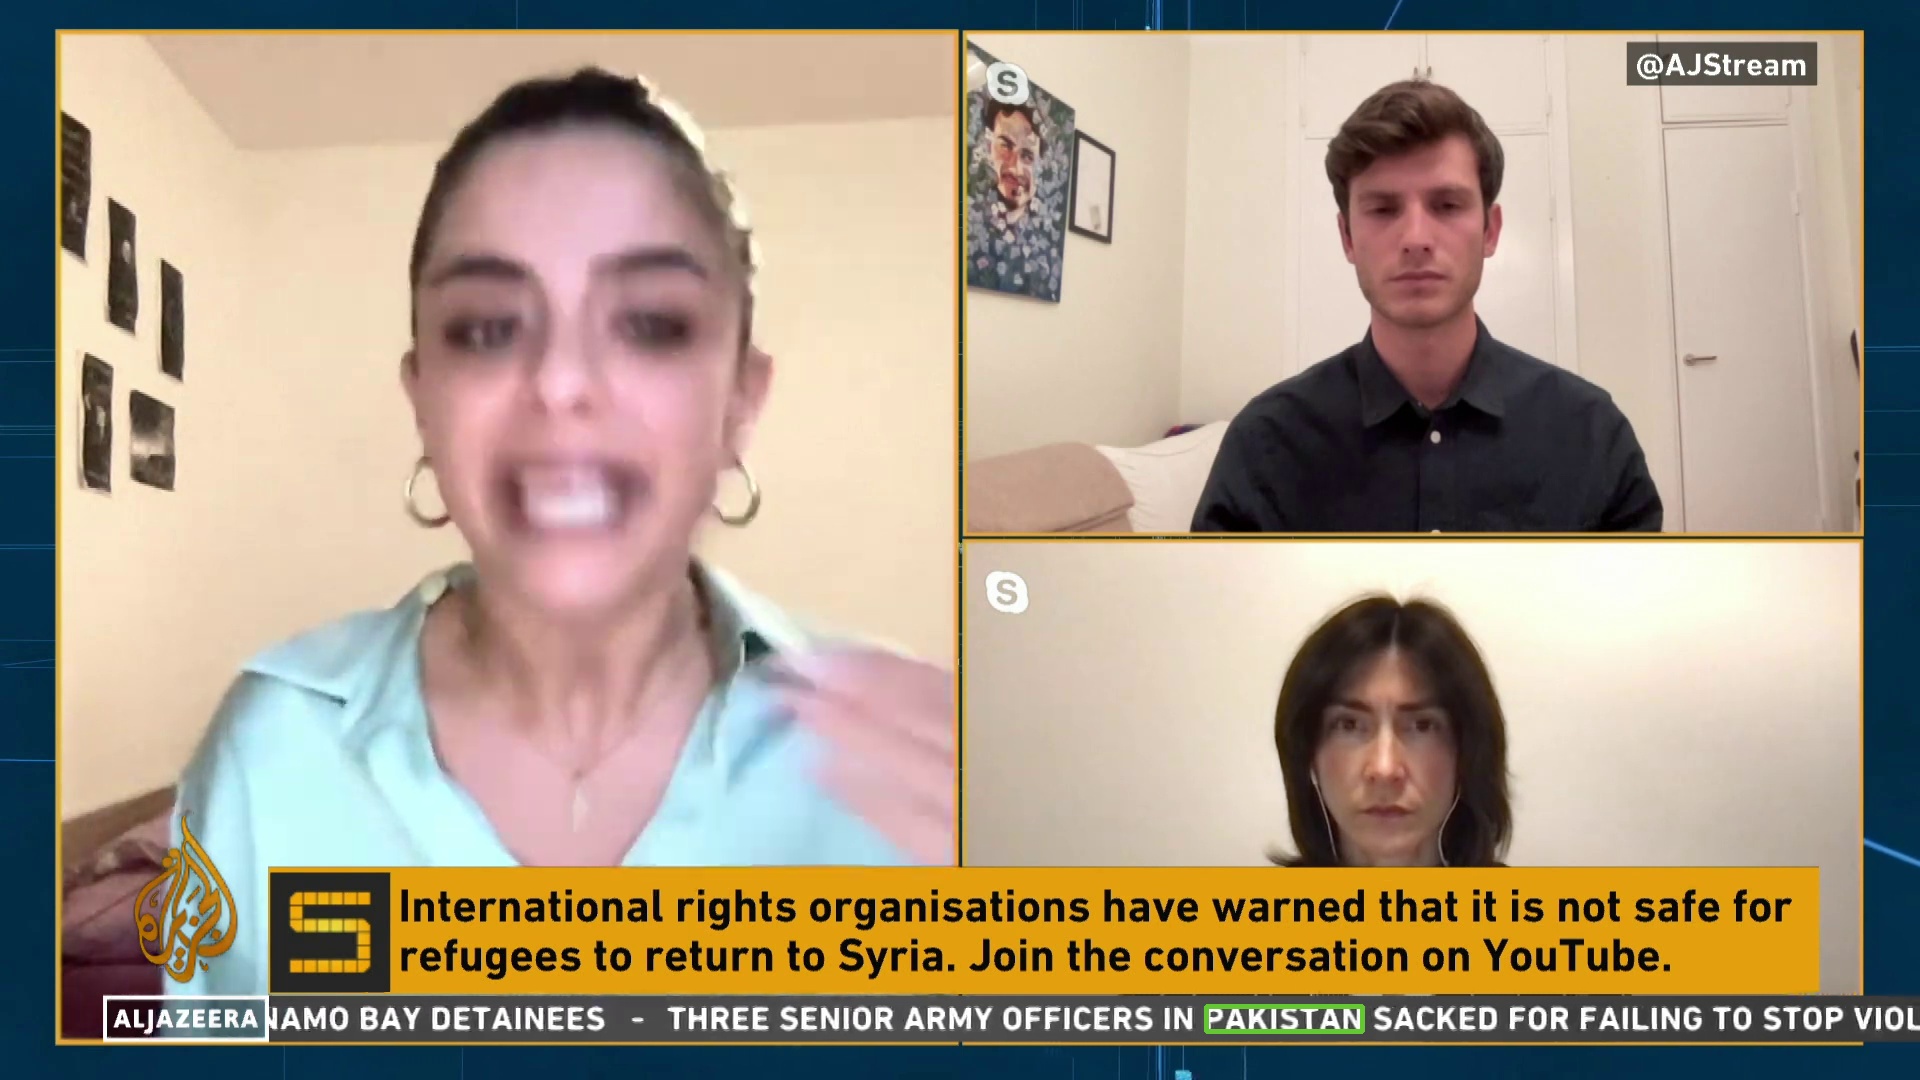 @AJStream
S
S
International rights organisations have warned that it is not safe for
refugees to return to Syria. Join the conversation on YouTube.
ALJAZEERA
NAMO BAY DETAINEES - THREE SENIOR ARMY OFFICERS IN PAKISTAN SACKED FOR FAILING TO STOP VIOL
الجزيرة